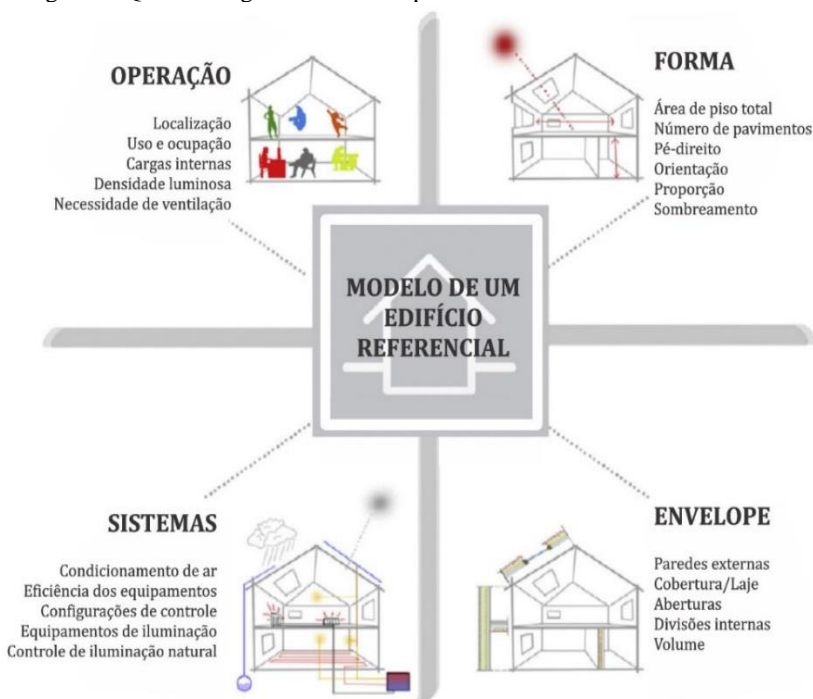 OPERAÇÃO
Localização
Uso e ocupação
Cargas internas
Densidade luminosa
Necessidade de ventilação
FORMA
Área de piso total
Número de pavimentos
Pé-direito
Orientação
Proporção
Sombreamento
MODELO DE UM
EDIFÍCIO
REFERENCIAL
SISTEMAS
Condicionamento de ar
Eficiência dos equipamentos
Configurações de controle
Equipamentos de iluminação
Controle de iluminação natural
ENVELOPE
Paredes externas
Cobertura/Laje
Aberturas
Divisões internas
Volume